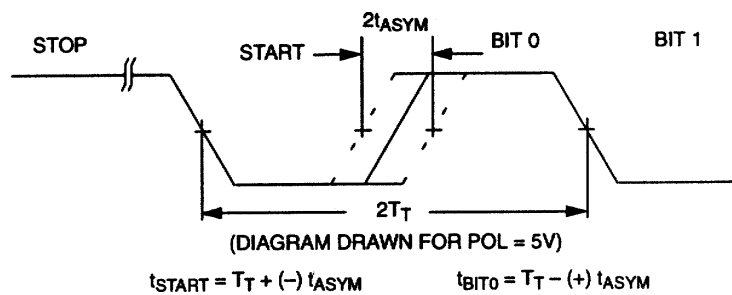 2tASYM
STOP START BIT 0 BIT 1
2TT
(DIAGRAM DRAWN FOR POL = 5V)
tSTART = TT + (–) tASYM tBIT0 = TT – (+) tASYM